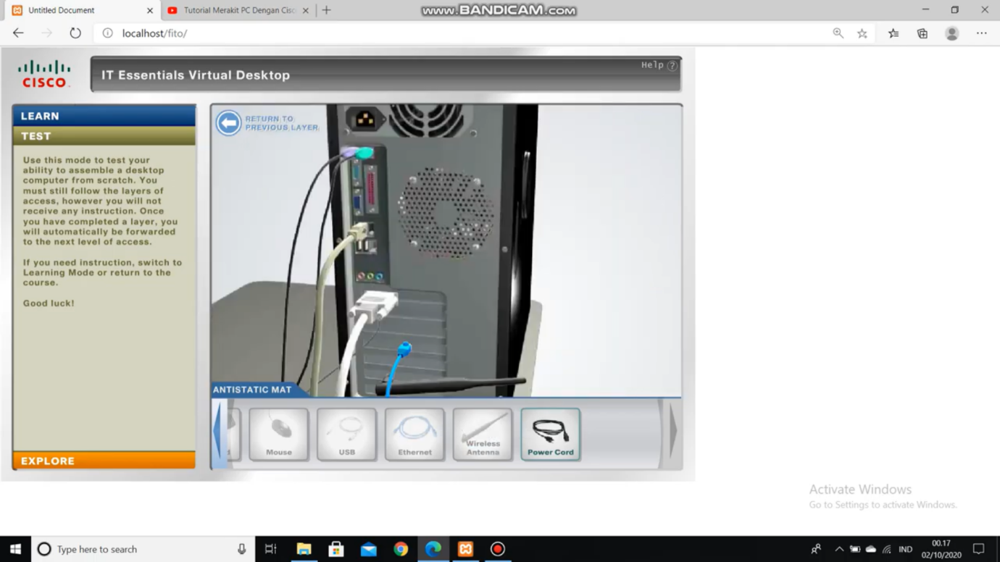 Untitled Document
Tutorial Merakit PC Dengan Cisc
www.BANDICAM.com
localhost/fito/
CISCO
IT Essentials Virtual Desktop
Help ?
LEARN
TEST
Use this mode to test your
ability to assemble a desktop
computer from scratch. You
must still follow the layers of
access, however you will not
receive any instruction. Once
you have completed a layer, you
will automatically be forwarded
to the next level of access.
If you need instruction, switch to
Learning Mode or return to the
course.
Good luck!
EXPLORE
RETURN TO
PREVIOUS LAYER
ANTISTATIC MAT
d
Mouse
USB
Ethernet
Wireless
Antenna
Power Cord
Activate Windows
Go to Settings to activate Windows.
Type here to search
IND
00.17
02/10/2020